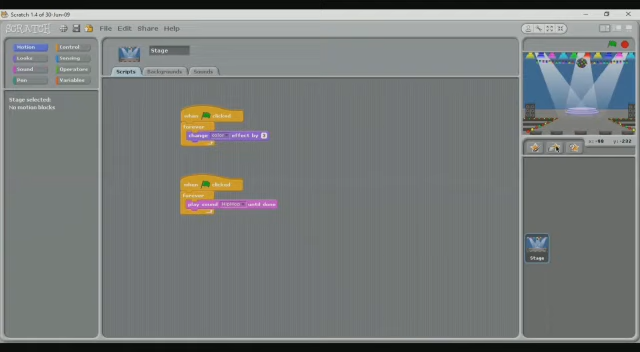 Scratch 1.4 of 30-Jun-09
SCRATCH File Edit Share Help
Motion Control
Looks Sensing
Sound Operators
Pen Variables
Stage
Scripts Backgrounds Sounds
Stage selected:
No motion blocks
when clicked
forever
change effect by
when clicked
forever
play sound until done
x:-98 y:-232
Stage